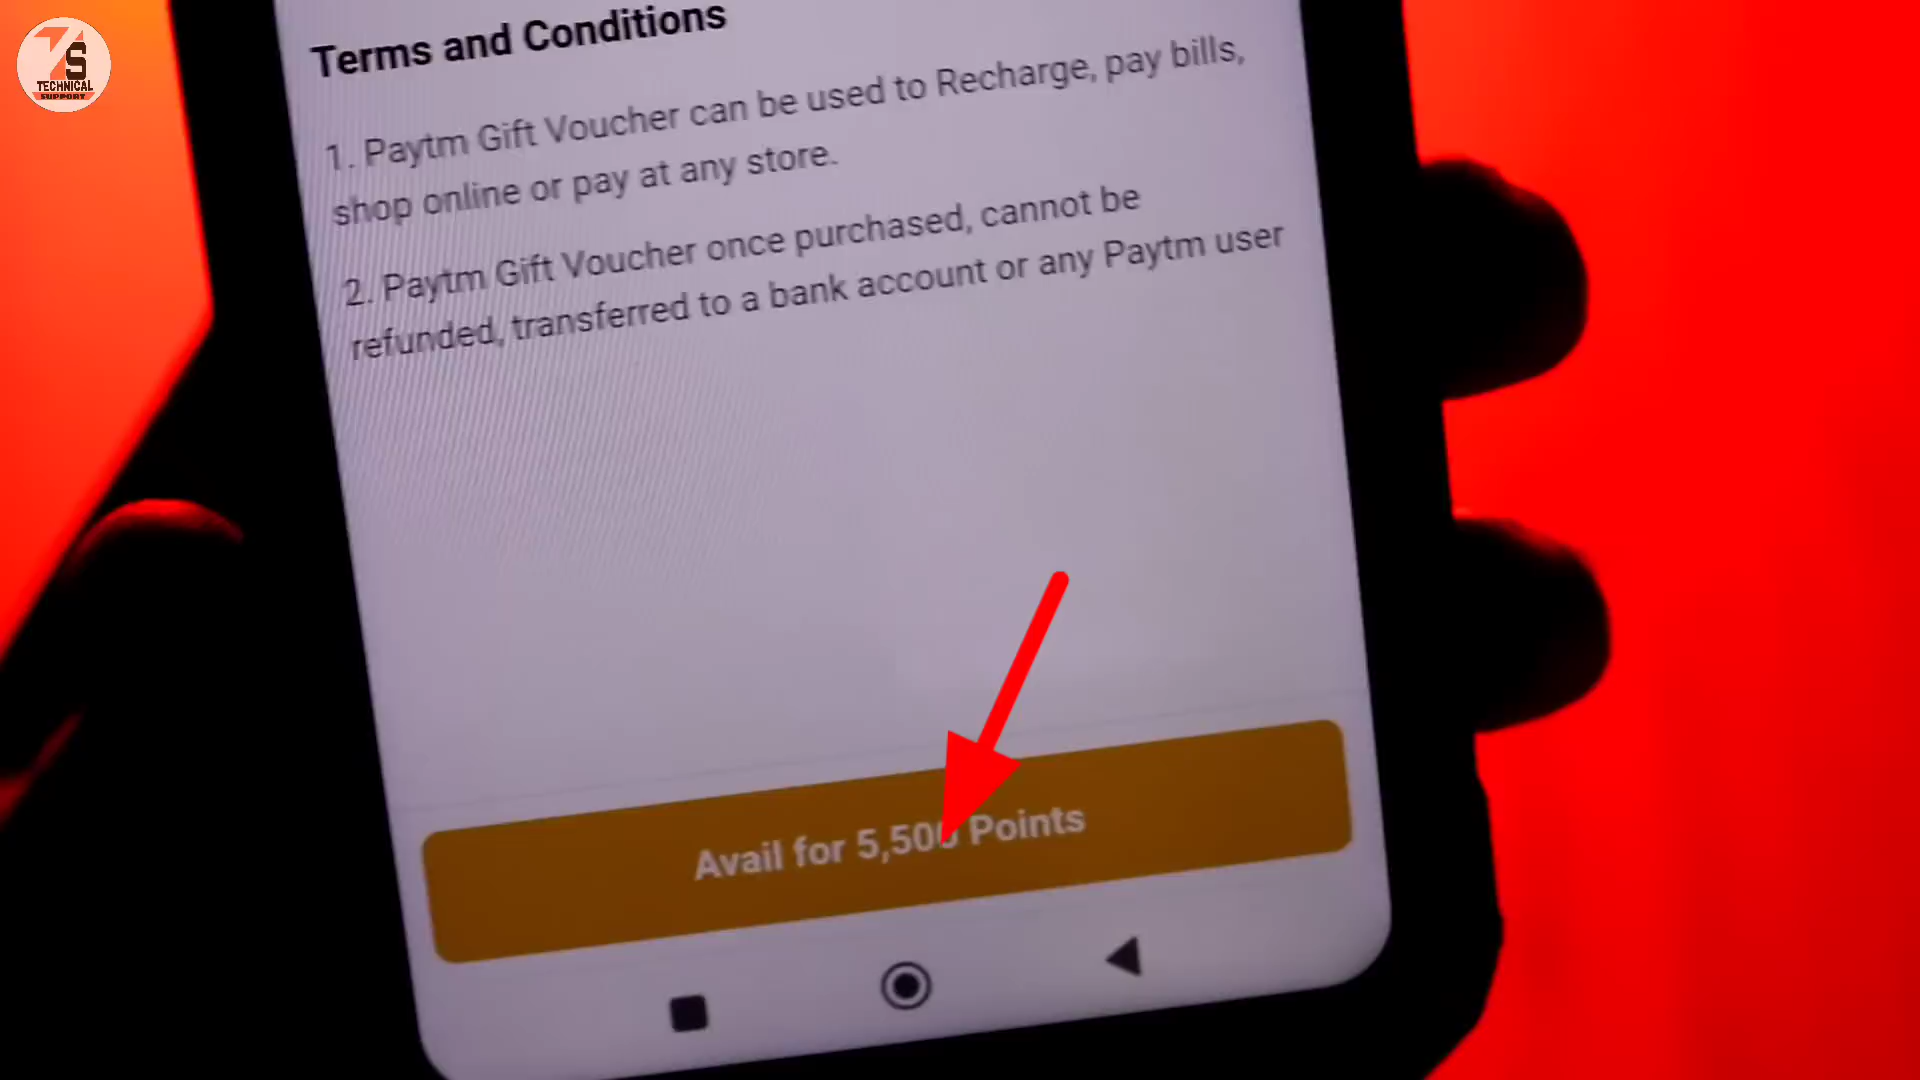 7S
TECHNICAL
SUPPORT
Terms and Conditions
1. Paytm Gift Voucher can be used to Recharge, pay bills,
shop online or pay at any store.
2. Paytm Gift Voucher once purchased, cannot be
refunded, transferred to a bank account or any Paytm user
Avail for 5,500 Points